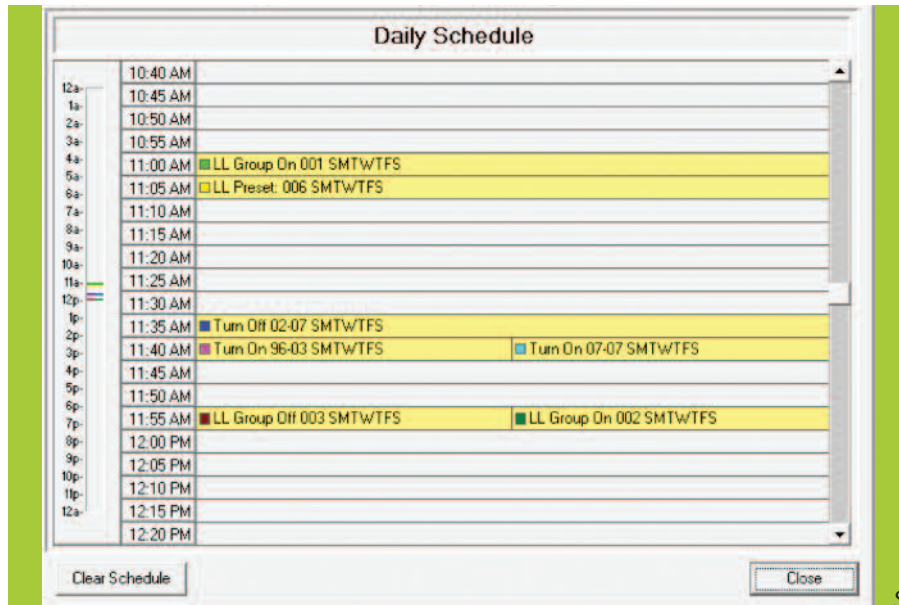 Daily Schedule
12a-
1a-
2a-
3a-
4a-
5a-
6a-
7a-
8a-
9a-
10a-
11a-
12p-
1p-
2p-
3p-
4p-
5p-
6p-
7p-
8p-
9p-
10p-
11p-
12a-
10:40 AM
10:45 AM
10:50 AM
10:55 AM
11:00 AM LL Group On 001 SMTWTFS
11:05 AM LL Preset: 006 SMTWTFS
11:10 AM
11:15 AM
11:20 AM
11:25 AM
11:30 AM
11:35 AM Turn Off 02-07 SMTWTFS
11:40 AM Turn On 96-03 SMTWTFS Turn On 07-07 SMTWTFS
11:45 AM
11:50 AM
11:55 AM LL Group Off 003 SMTWTFS LL Group On 002 SMTWTFS
12:00 PM
12:05 PM
12:10 PM
12:15 PM
12:20 PM
Clear Schedule Close